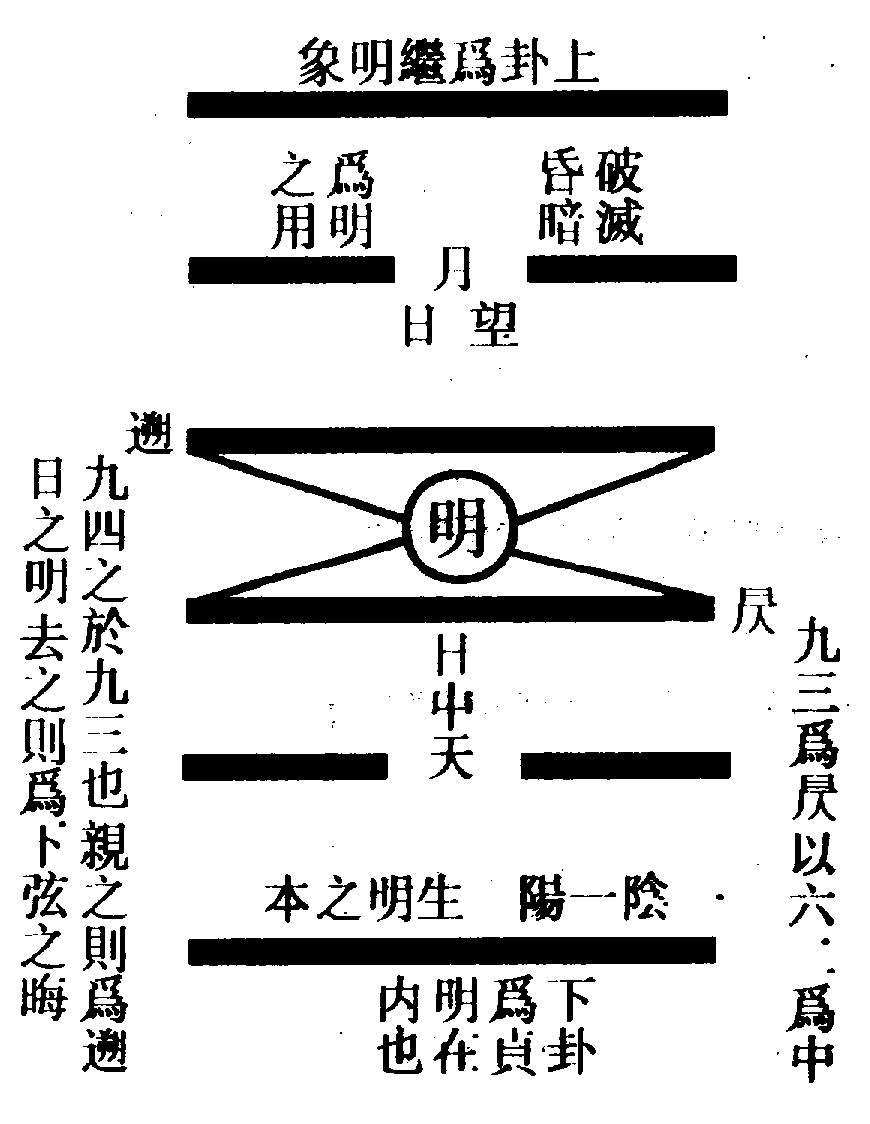 上卦爲繼明象
破滅
昏暗
爲明
之用
月
望日
遡
明
昃
日中天
陰一陽
生明之本
下卦
爲貞
明在
内也
九三爲昃以六
爲中
九四之於九三也親之則爲遡
日之明去之則爲下弦之晦